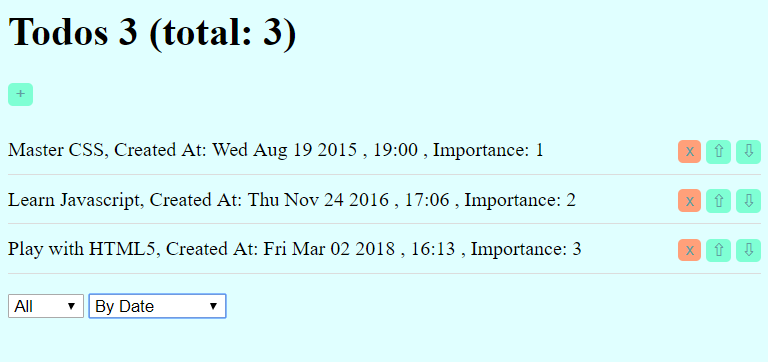 Todos 3 (total: 3)
+
Master CSS, Created At: Wed Aug 19 2015 , 19:00 , Importance: 1 x ⇧ ⇩
Learn Javascript, Created At: Thu Nov 24 2016 , 17:06 , Importance: 2 x ⇧ ⇩
Play with HTML5, Created At: Fri Mar 02 2018 , 16:13 , Importance: 3 x ⇧ ⇩
All ▼ By Date ▼